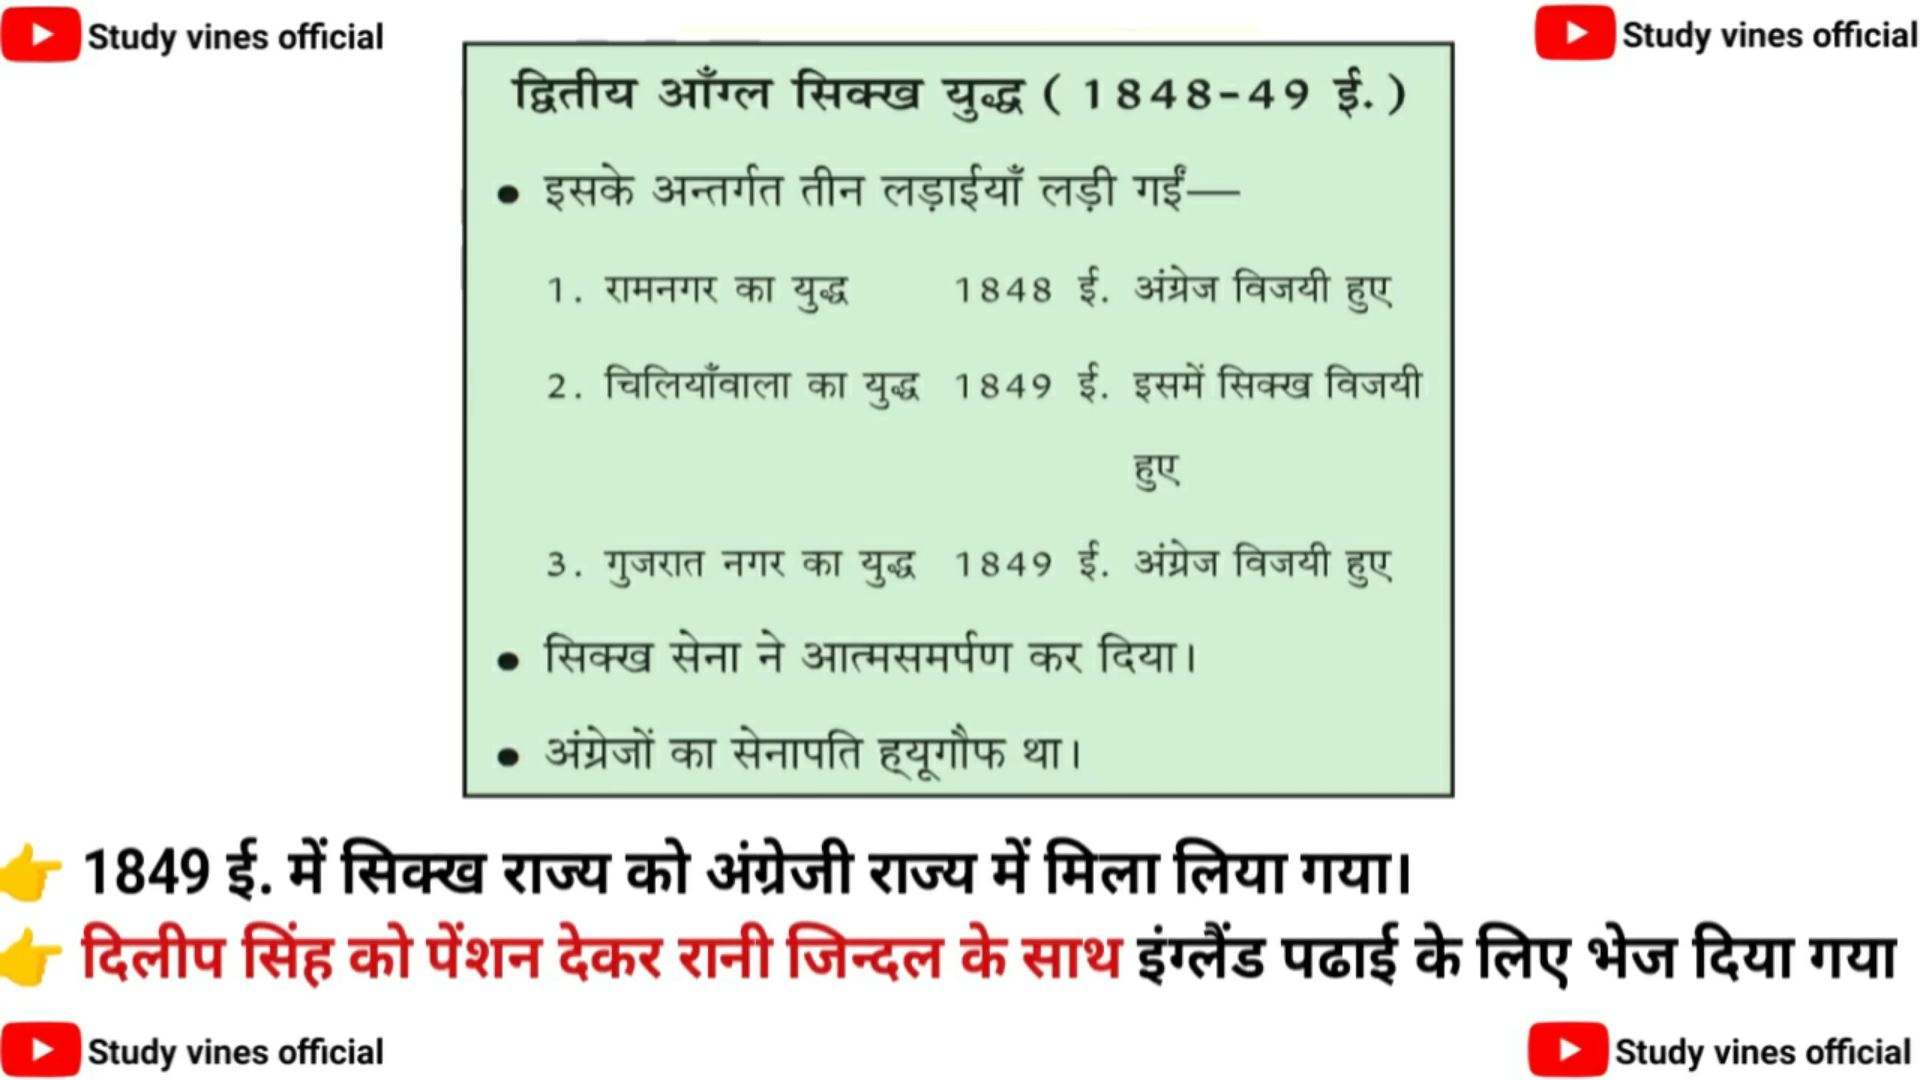 Study vines official
Study vines official
द्वितीय आँग्ल सिक्ख युद्ध ( 1848-49 ई. )
• इसके अन्तर्गत तीन लड़ाईयाँ लड़ी गईं—
1. रामनगर का युद्ध 1848 ई. अंग्रेज विजयी हुए
2. चिलियाँवाला का युद्ध 1849 ई. इसमें सिक्ख विजयी
हुए
3. गुजरात नगर का युद्ध 1849 ई. अंग्रेज विजयी हुए
• सिक्ख सेना ने आत्मसमर्पण कर दिया।
• अंग्रेजों का सेनापति ह्यूगौफ था।
👉 1849 ई. में सिक्ख राज्य को अंग्रेजी राज्य में मिला लिया गया।
👉 दिलीप सिंह को पेंशन देकर रानी जिन्दल के साथ इंग्लैंड पढाई के लिए भेज दिया गया
Study vines official
Study vines official